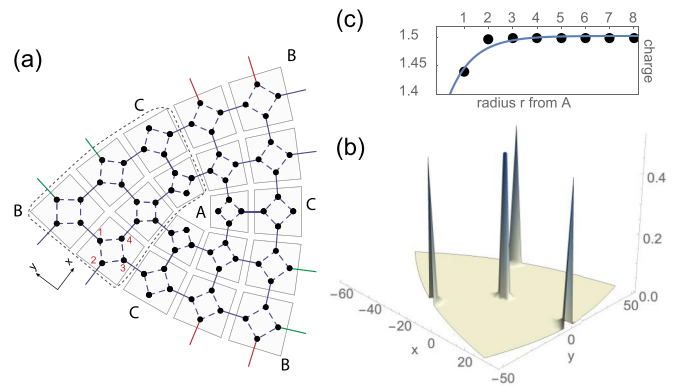 (a)
B
C
B
A
C
1
4
2
3
y
x
C
B
(c)
1 2 3 4 5 6 7 8
1.5
1.45
1.4
charge
radius r from A
(b)
0.4
0.2
0.0
−60
−40
−20
0
20
x
−50
0
50
y